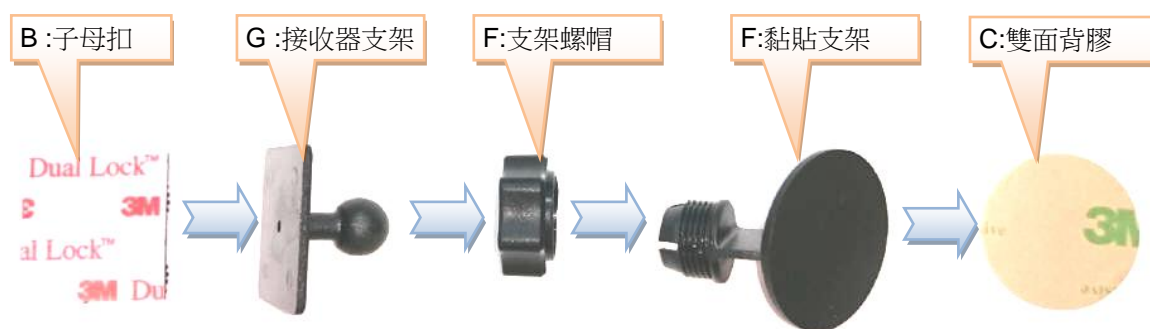 B :子母扣
G :接收器支架
F:支架螺帽
F:黏貼支架
C:雙面背膠
Dual Lock™
3M
al Lock™
3M Du
3M